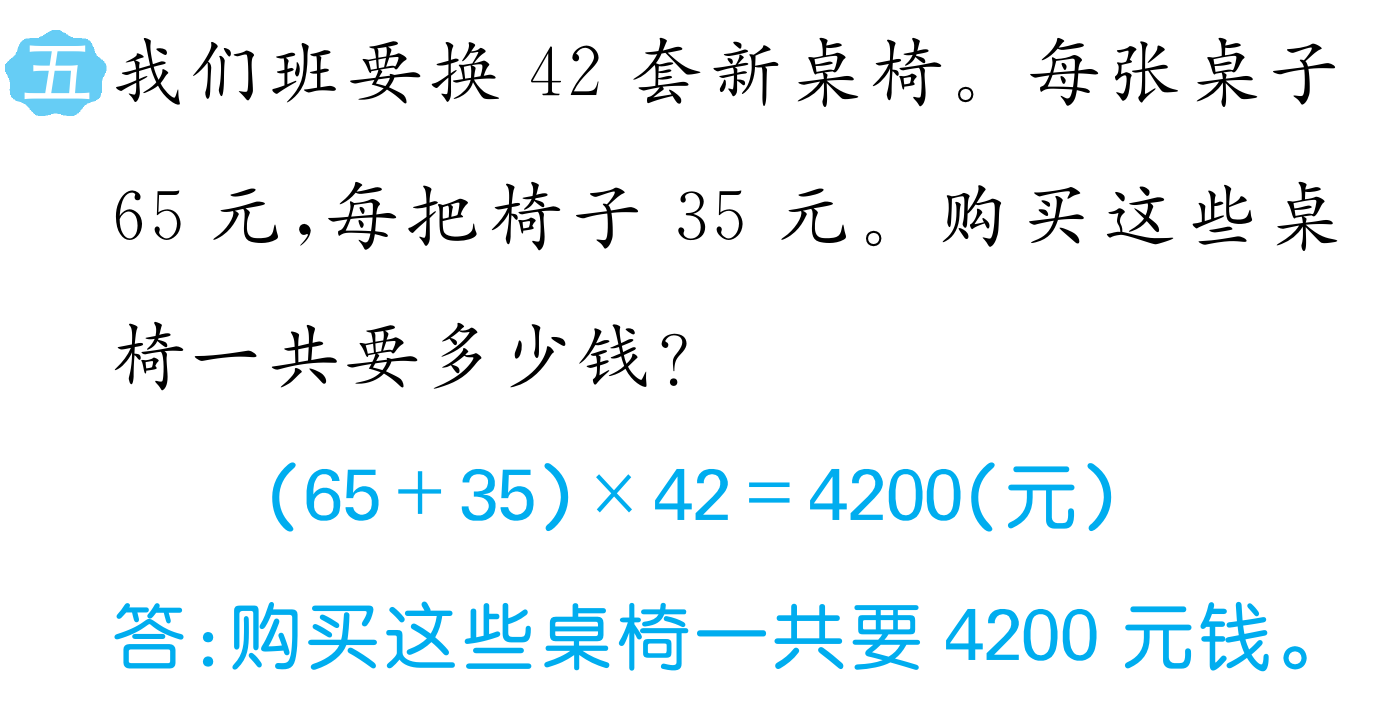 五 我们班要换 42 套新桌椅。每张桌子
65 元,每把椅子 35 元。购买这些桌
椅一共要多少钱?
(65+35)×42=4200(元)
答:购买这些桌椅一共要 4200 元钱。